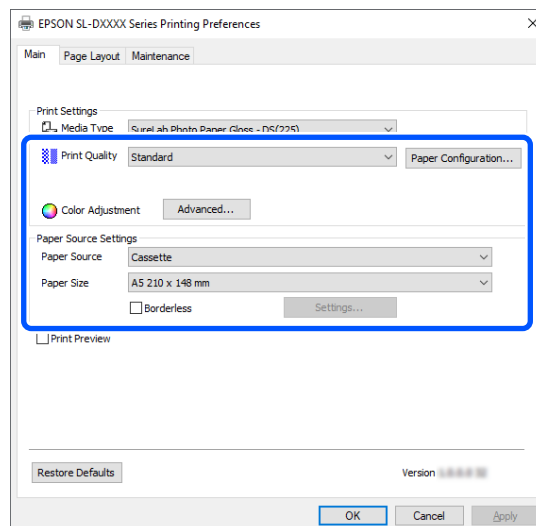 EPSON SL-DXXXX Series Printing Preferences
Main Page Layout Maintenance
Print Settings
Media Type SureLab Photo Paper Gloss - DS(225)
Print Quality Standard Paper Configuration...
Color Adjustment Advanced...
Paper Source Settings
Paper Source Cassette
Paper Size A5 210 x 148 mm
Borderless Settings...
Print Preview
Restore Defaults Version
OK Cancel Apply